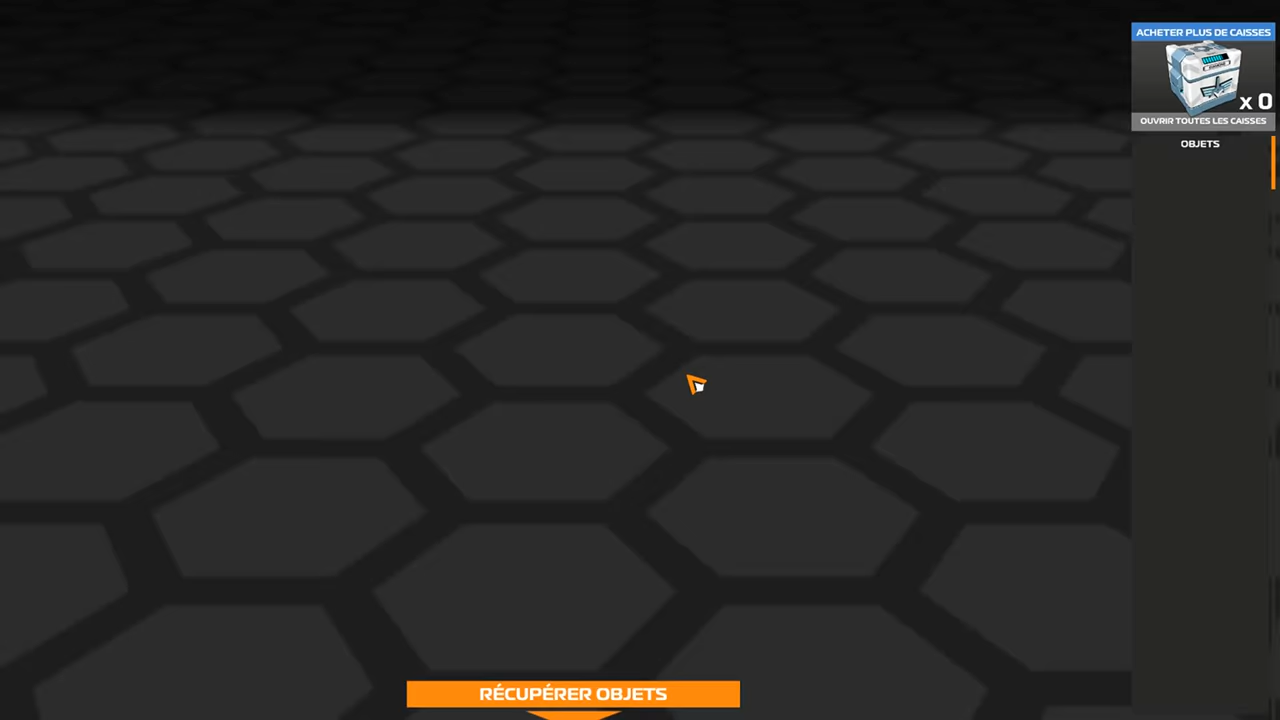 ACHETER PLUS DE CAISSES
x 0
OUVRIR TOUTES LES CAISSES
OBJETS
RÉCUPÉRER OBJETS